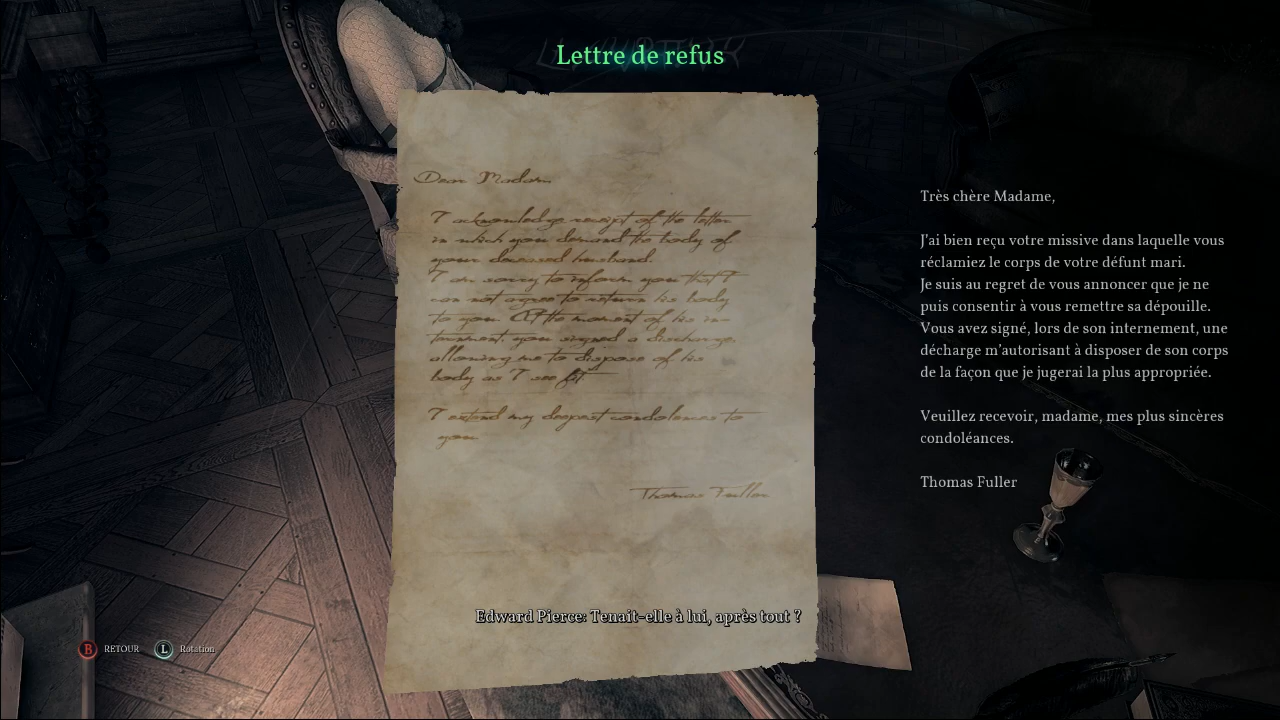 Lettre de refus
Dear Madam,
I acknowledge receipt of the letter
in which you demand the body of
your deceased husband.
I am sorry to inform you that I
can not agree to return his body
to you. At the moment of his in-
ternment, you signed a discharge,
allowing me to dispose of his
body as I see fit.
I extend my deepest condolences to
you
Thomas Fuller
Très chère Madame,
J'ai bien reçu votre missive dans laquelle vous
réclamiez le corps de votre défunt mari.
Je suis au regret de vous annoncer que je ne
puis consentir à vous remettre sa dépouille.
Vous avez signé, lors de son internement, une
décharge m'autorisant à disposer de son corps
de la façon que je jugerai la plus appropriée.
Veuillez recevoir, madame, mes plus sincères
condoléances.
Thomas Fuller
Edward Pierce: Tenait-elle à lui, après tout ?
B RETOUR L Rotation